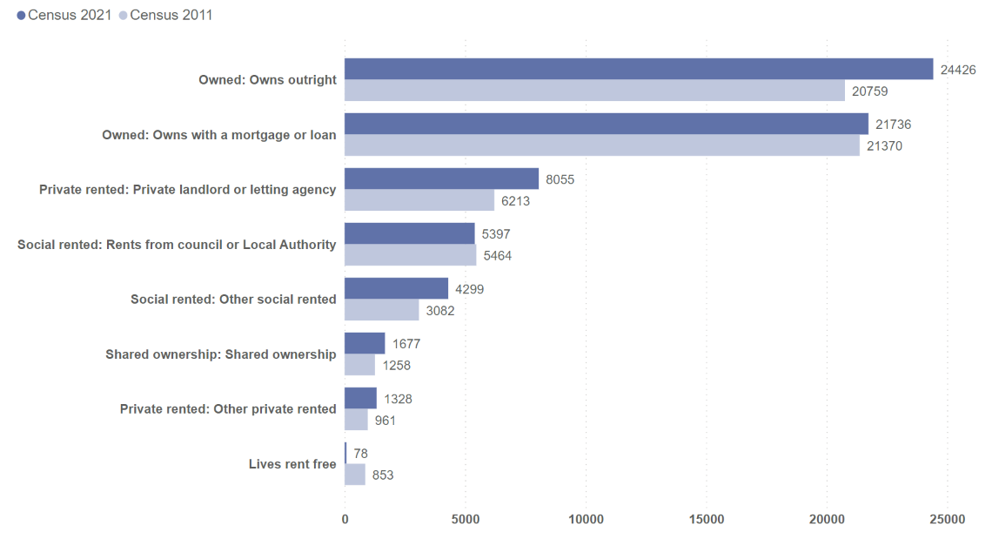 Census 2021 Census 2011
Owned: Owns outright
24426
20759
Owned: Owns with a mortgage or loan
21736
21370
Private rented: Private landlord or letting agency
8055
6213
Social rented: Rents from council or Local Authority
5397
5464
Social rented: Other social rented
4299
3082
Shared ownership: Shared ownership
1677
1258
Private rented: Other private rented
1328
961
Lives rent free
78
853
0 5000 10000 15000 20000 25000